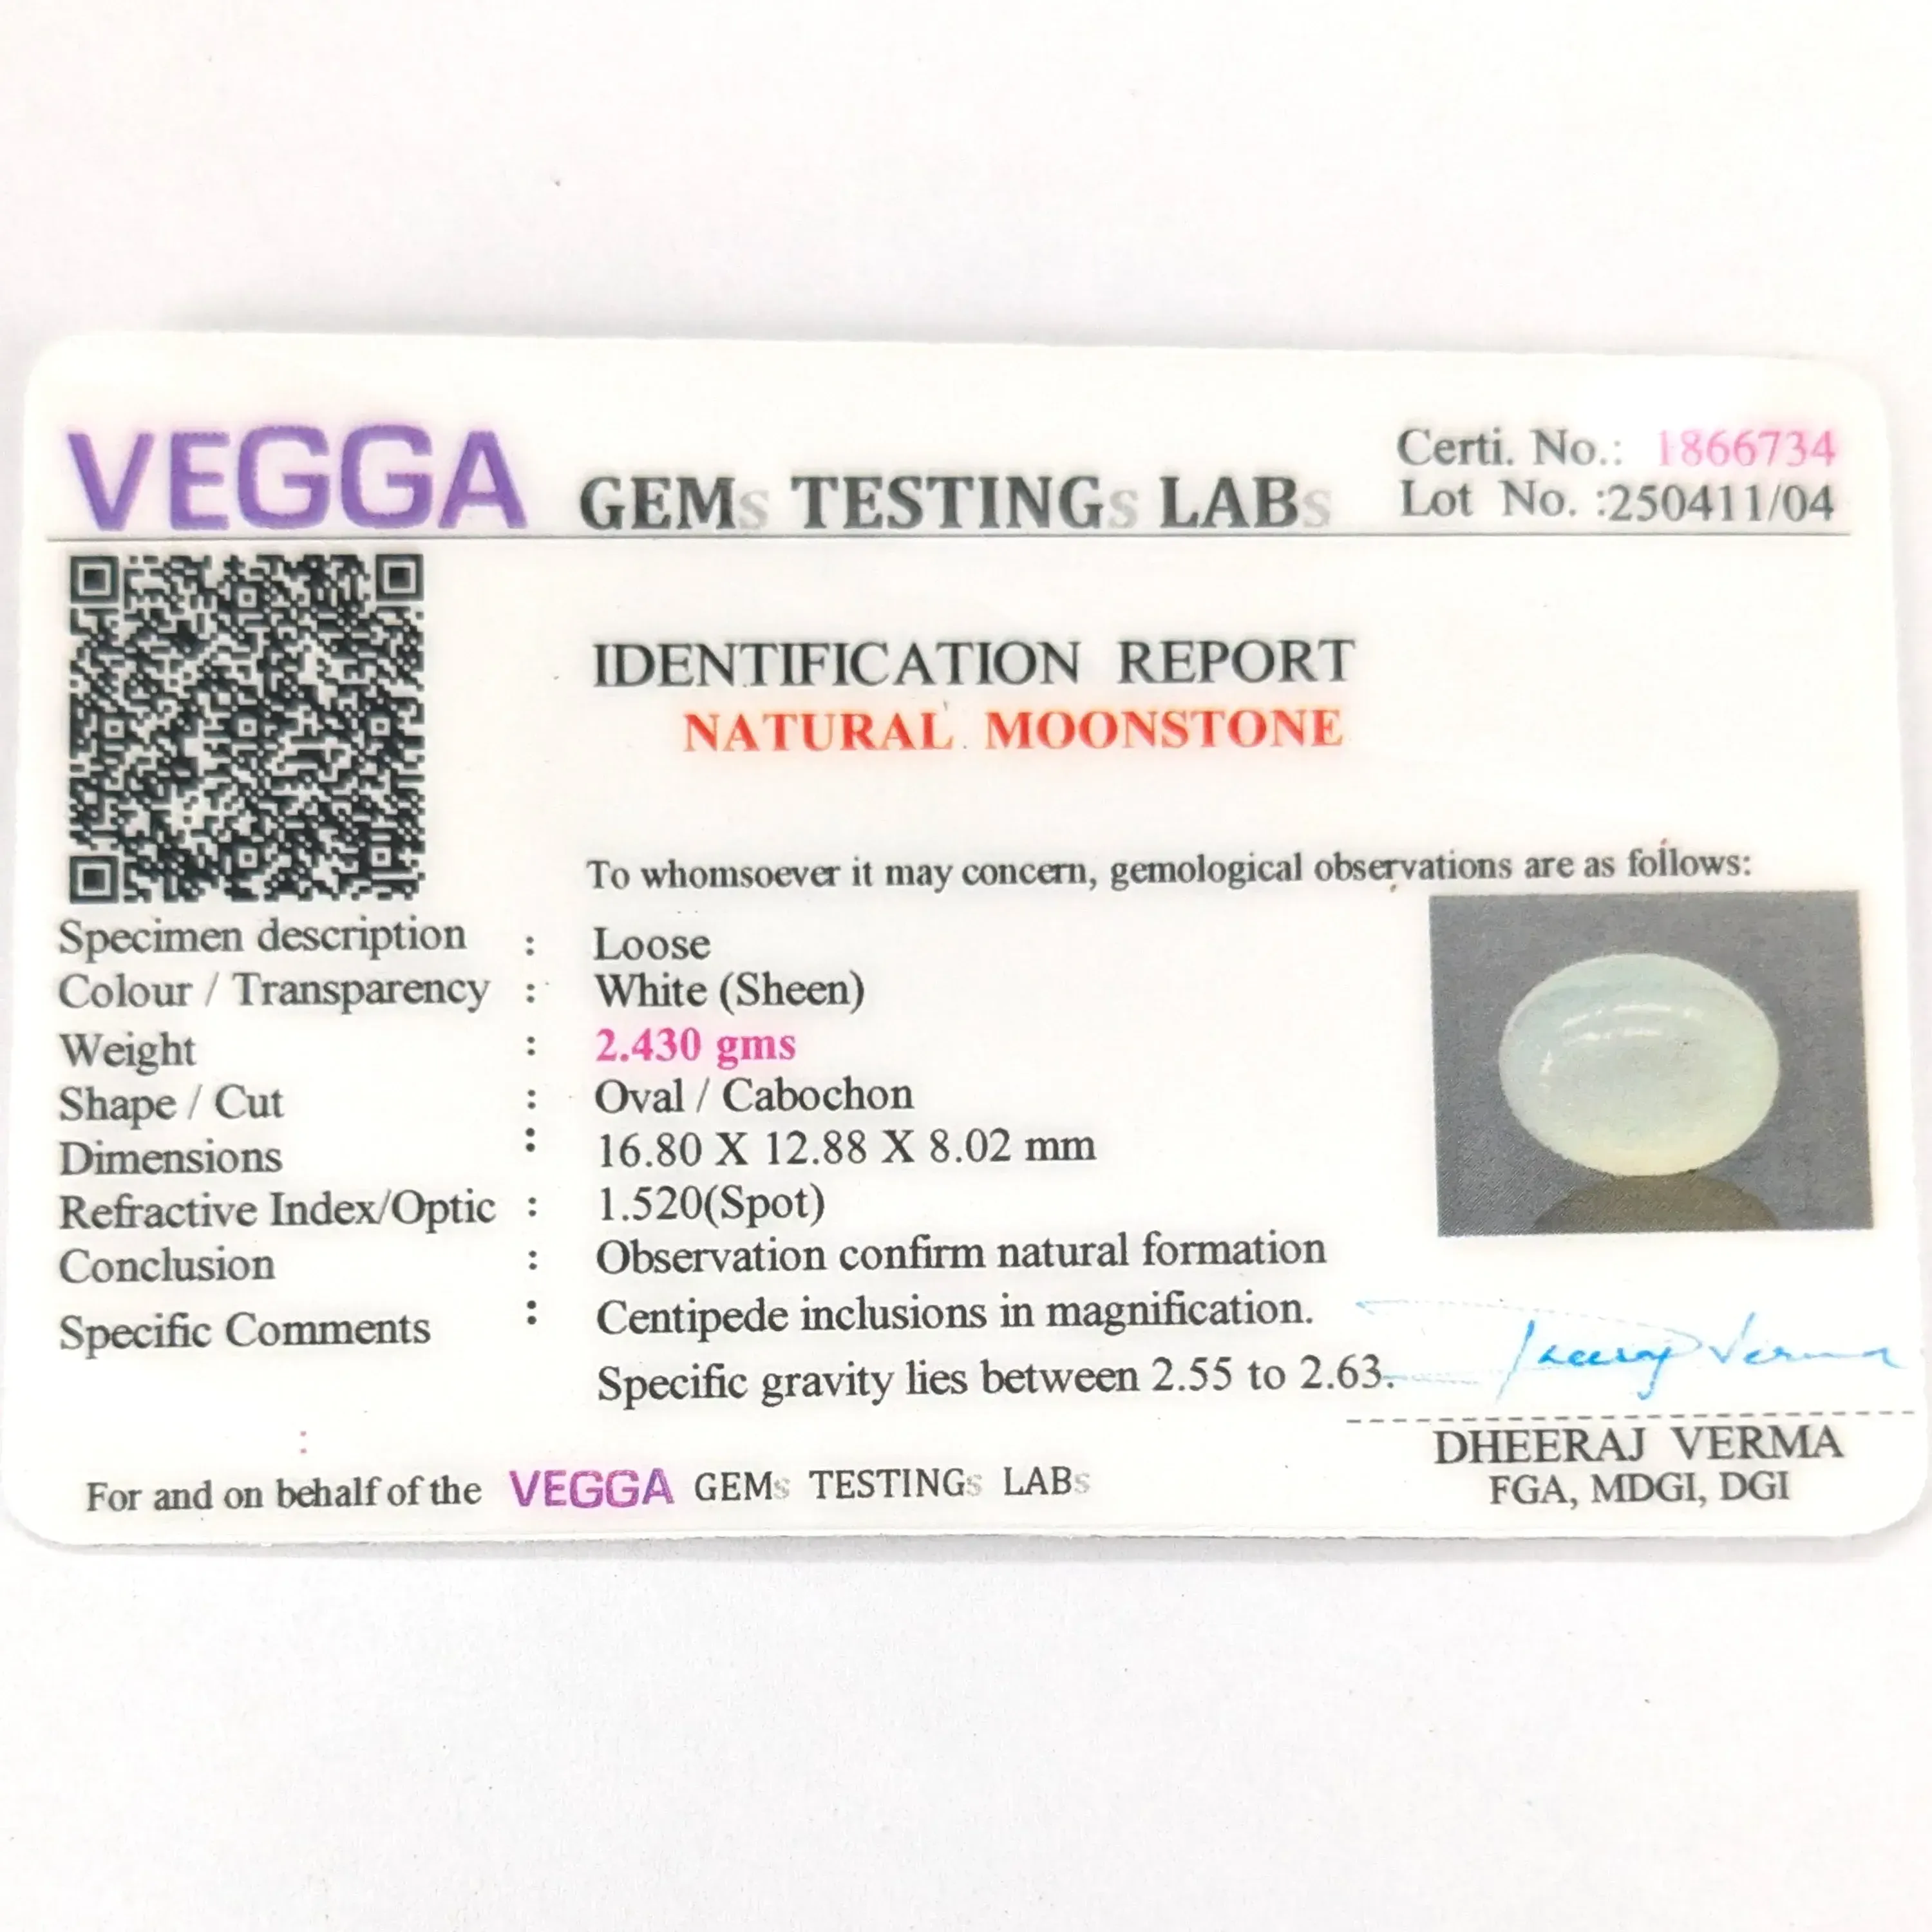 VEGGA GEMs TESTINGs LABs
Certi. No.: 1866734
Lot No. :250411/04
IDENTIFICATION REPORT
NATURAL MOONSTONE
To whomsoever it may concern, gemological observations are as follows:
Specimen description : Loose
Colour / Transparency : White (Sheen)
Weight : 2.430 gms
Shape / Cut : Oval / Cabochon
Dimensions : 16.80 X 12.88 X 8.02 mm
Refractive Index/Optic : 1.520(Spot)
Conclusion : Observation confirm natural formation
Specific Comments : Centipede inclusions in magnification.
Specific gravity lies between 2.55 to 2.63.
Dheeraj Verma
DHEERAJ VERMA
FGA, MDGI, DGI
For and on behalf of the VEGGA GEMs TESTINGs LABs